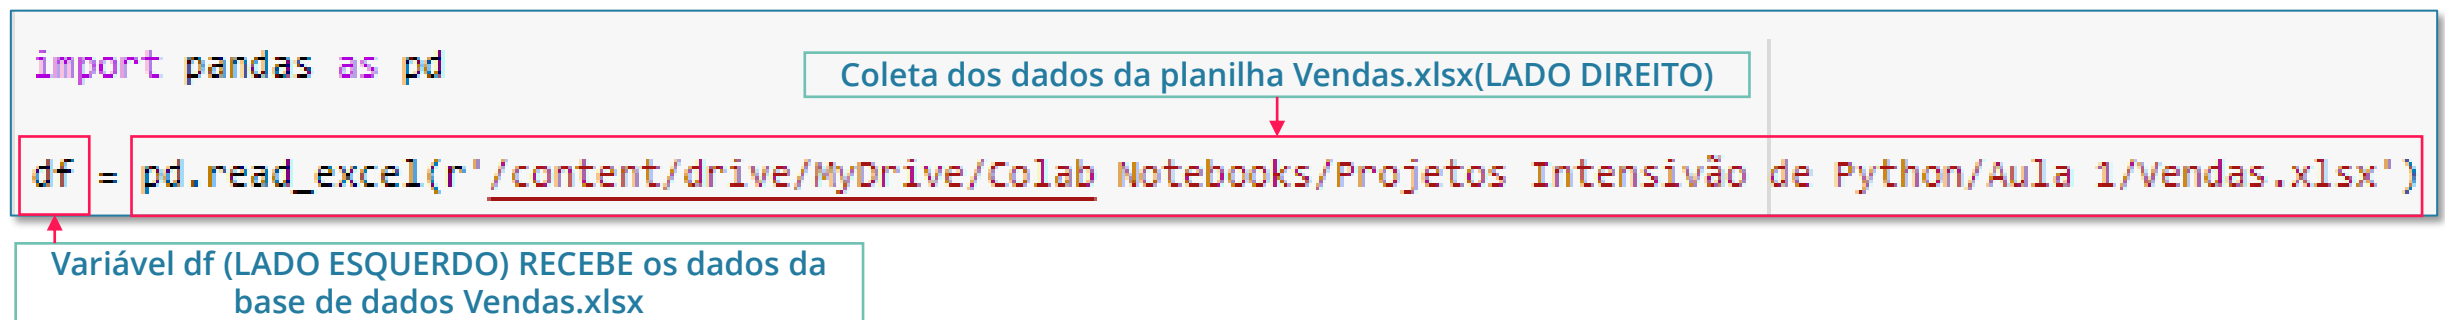 import pandas as pd
Coleta dos dados da planilha Vendas.xlsx(LADO DIREITO)
df = pd.read_excel(r'/content/drive/MyDrive/Colab Notebooks/Projetos Intensivão de Python/Aula 1/Vendas.xlsx')
Variável df (LADO ESQUERDO) RECEBE os dados da
base de dados Vendas.xlsx